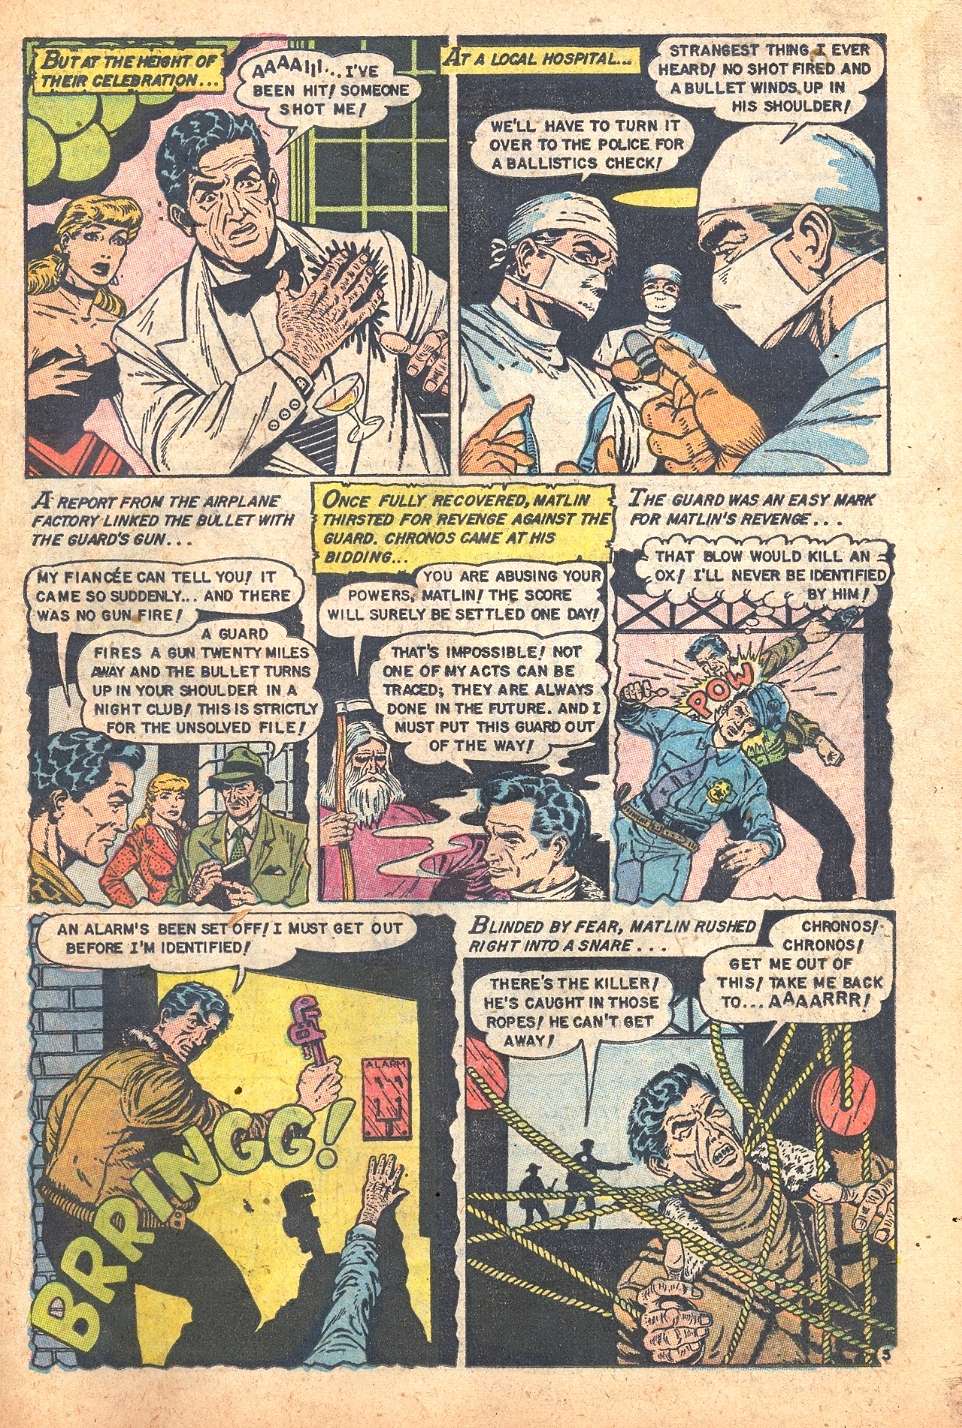 BUT AT THE HEIGHT OF
THEIR CELEBRATION...
AAAAIII... I'VE
BEEN HIT! SOMEONE
SHOT ME!
AT A LOCAL HOSPITAL...
STRANGEST THING I EVER
HEARD! NO SHOT FIRED AND
A BULLET WINDS UP IN
HIS SHOULDER!
WE'LL HAVE TO TURN IT
OVER TO THE POLICE FOR
A BALLISTICS CHECK!
A REPORT FROM THE AIRPLANE
FACTORY LINKED THE BULLET WITH
THE GUARD'S GUN...
MY FIANCÉE CAN TELL YOU! IT
CAME SO SUDDENLY... AND THERE
WAS NO GUN FIRE!
A GUARD
FIRES A GUN TWENTY MILES
AWAY AND THE BULLET TURNS
UP IN YOUR SHOULDER IN A
NIGHT CLUB! THIS IS STRICTLY
FOR THE UNSOLVED FILE!
ONCE FULLY RECOVERED, MATLIN
THIRSTED FOR REVENGE AGAINST THE
GUARD. CHRONOS CAME AT HIS
BIDDING...
YOU ARE ABUSING YOUR
POWERS, MATLIN! THE SCORE
WILL SURELY BE SETTLED ONE DAY!
THAT'S IMPOSSIBLE! NOT
ONE OF MY ACTS CAN BE
TRACED; THEY ARE ALWAYS
DONE IN THE FUTURE. AND I
MUST PUT THIS GUARD OUT
OF THE WAY!
THE GUARD WAS AN EASY MARK
FOR MATLIN'S REVENGE...
THAT BLOW WOULD KILL AN
OX! I'LL NEVER BE IDENTIFIED
BY HIM!
POW
AN ALARM'S BEEN SET OFF! I MUST GET OUT
BEFORE I'M IDENTIFIED!
ALARM
BRRINGG!
BLINDED BY FEAR, MATLIN RUSHED
RIGHT INTO A SNARE...
THERE'S THE KILLER!
HE'S CAUGHT IN THOSE
ROPES! HE CAN'T GET
AWAY!
CHRONOS!
CHRONOS!
GET ME OUT OF
THIS! TAKE ME BACK
TO... AAAARRR!
3